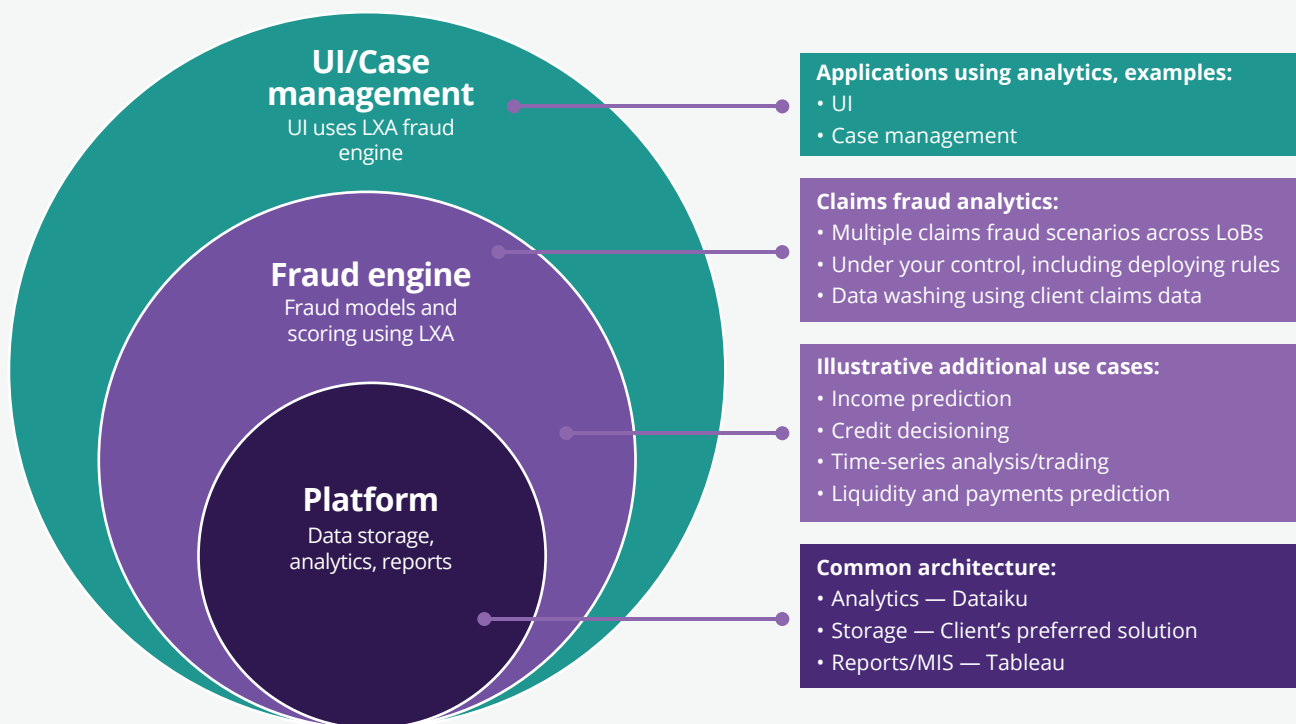 UI/Case
management
UI uses LXA fraud
engine
Fraud engine
Fraud models and
scoring using LXA
Platform
Data storage,
analytics, reports
Applications using analytics, examples:
• UI
• Case management
Claims fraud analytics:
• Multiple claims fraud scenarios across LoBs
• Under your control, including deploying rules
• Data washing using client claims data
Illustrative additional use cases:
• Income prediction
• Credit decisioning
• Time-series analysis/trading
• Liquidity and payments prediction
Common architecture:
• Analytics — Dataiku
• Storage — Client’s preferred solution
• Reports/MIS — Tableau